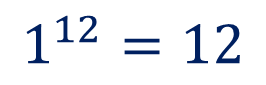 1¹² = 12